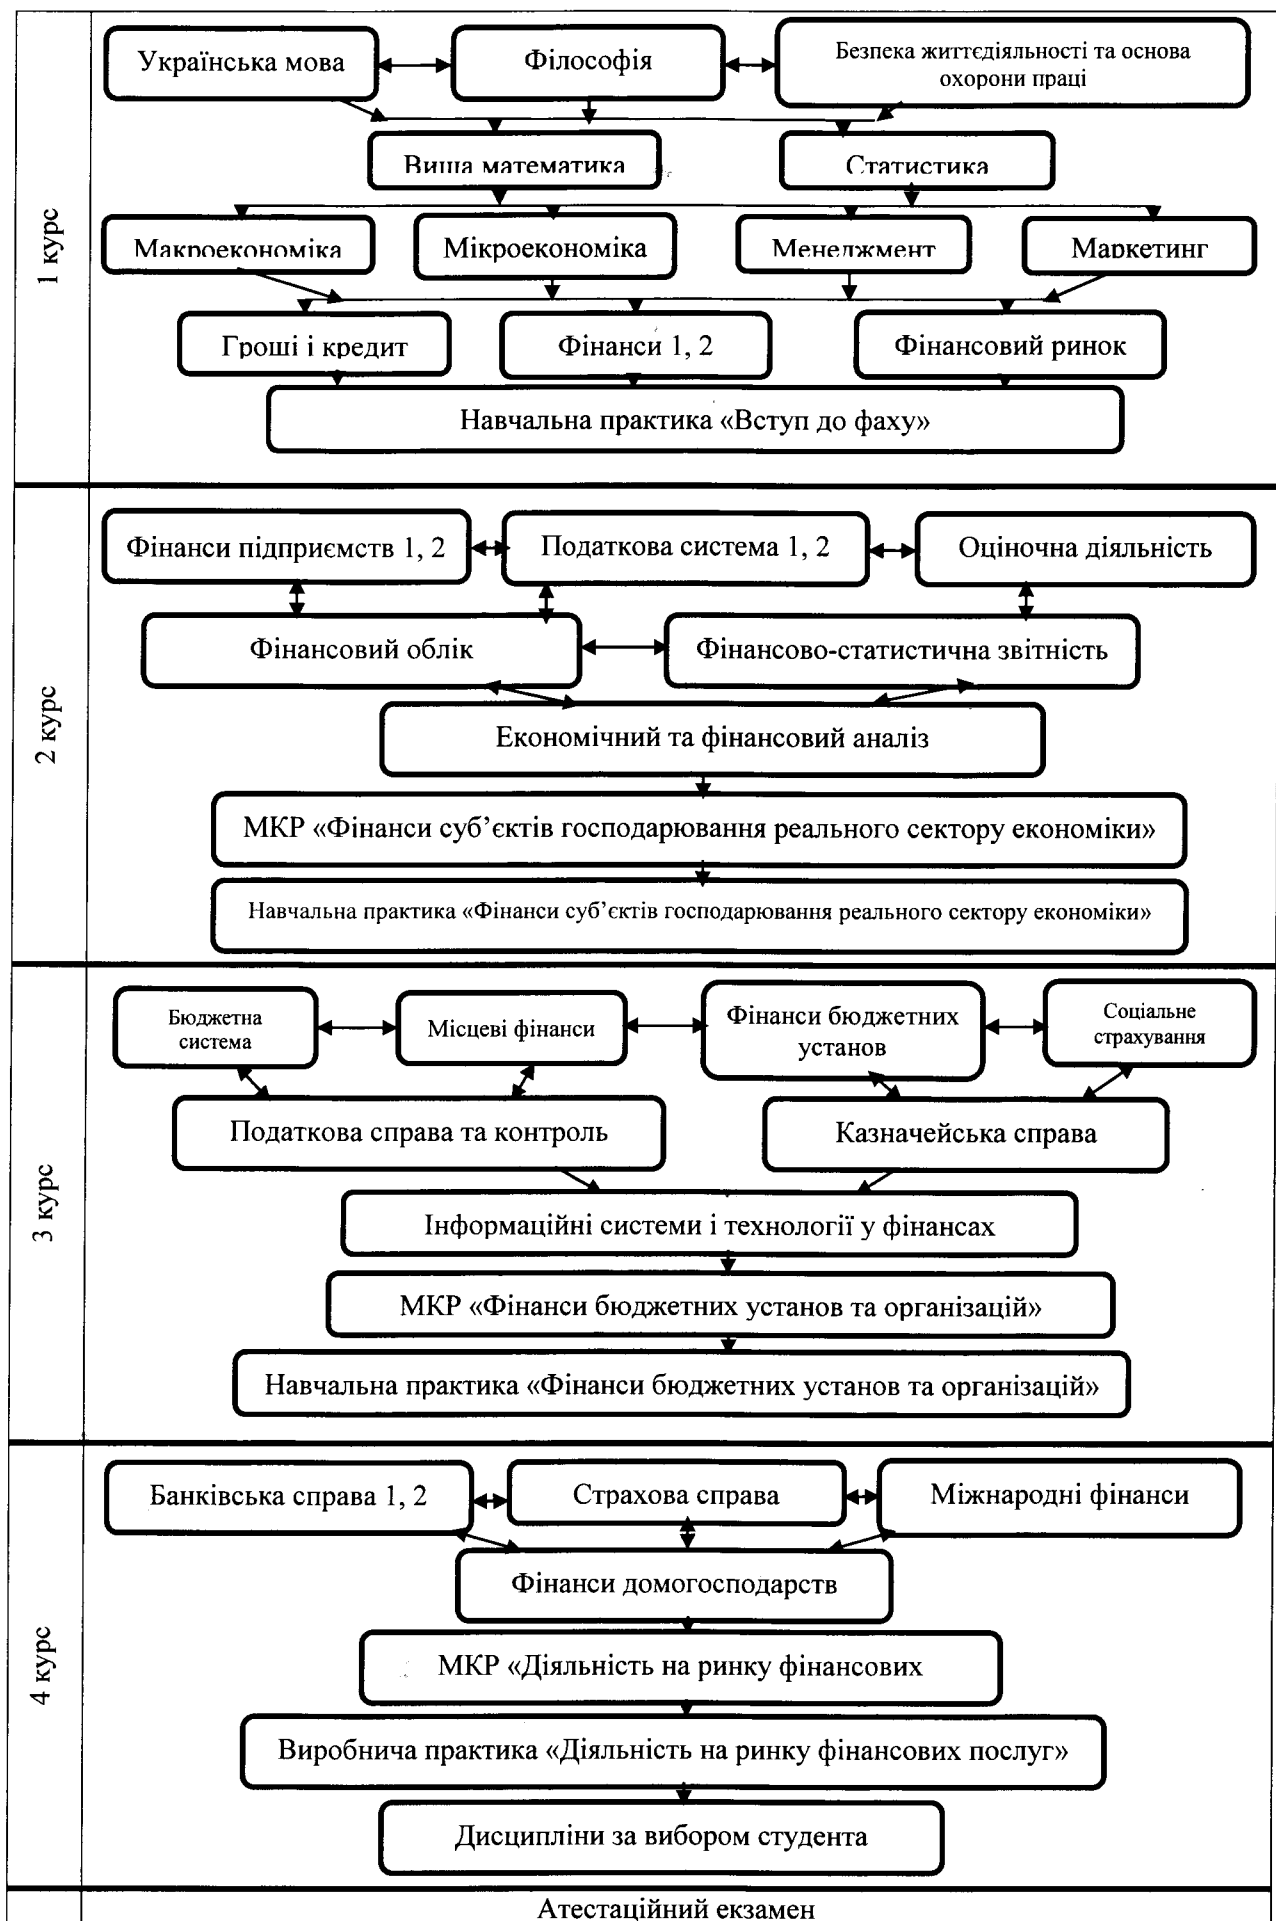 1 курс
Українська мова
Філософія
Безпека життєдіяльності та основа
охорони праці
Вища математика
Статистика
Макроекономіка
Мікроекономіка
Менеджмент
Маркетинг
Гроші і кредит
Фінанси 1, 2
Фінансовий ринок
Навчальна практика «Вступ до фаху»
2 курс
Фінанси підприємств 1, 2
Податкова система 1, 2
Оціночна діяльність
Фінансовий облік
Фінансово-статистична звітність
Економічний та фінансовий аналіз
МКР «Фінанси суб’єктів господарювання реального сектору економіки»
Навчальна практика «Фінанси суб’єктів господарювання реального сектору економіки»
3 курс
Бюджетна
система
Місцеві фінанси
Фінанси бюджетних
установ
Соціальне
страхування
Податкова справа та контроль
Казначейська справа
Інформаційні системи і технології у фінансах
МКР «Фінанси бюджетних установ та організацій»
Навчальна практика «Фінанси бюджетних установ та організацій»
4 курс
Банківська справа 1, 2
Страхова справа
Міжнародні фінанси
Фінанси домогосподарств
МКР «Діяльність на ринку фінансових
Виробнича практика «Діяльність на ринку фінансових послуг»
Дисципліни за вибором студента
Атестаційний екзамен